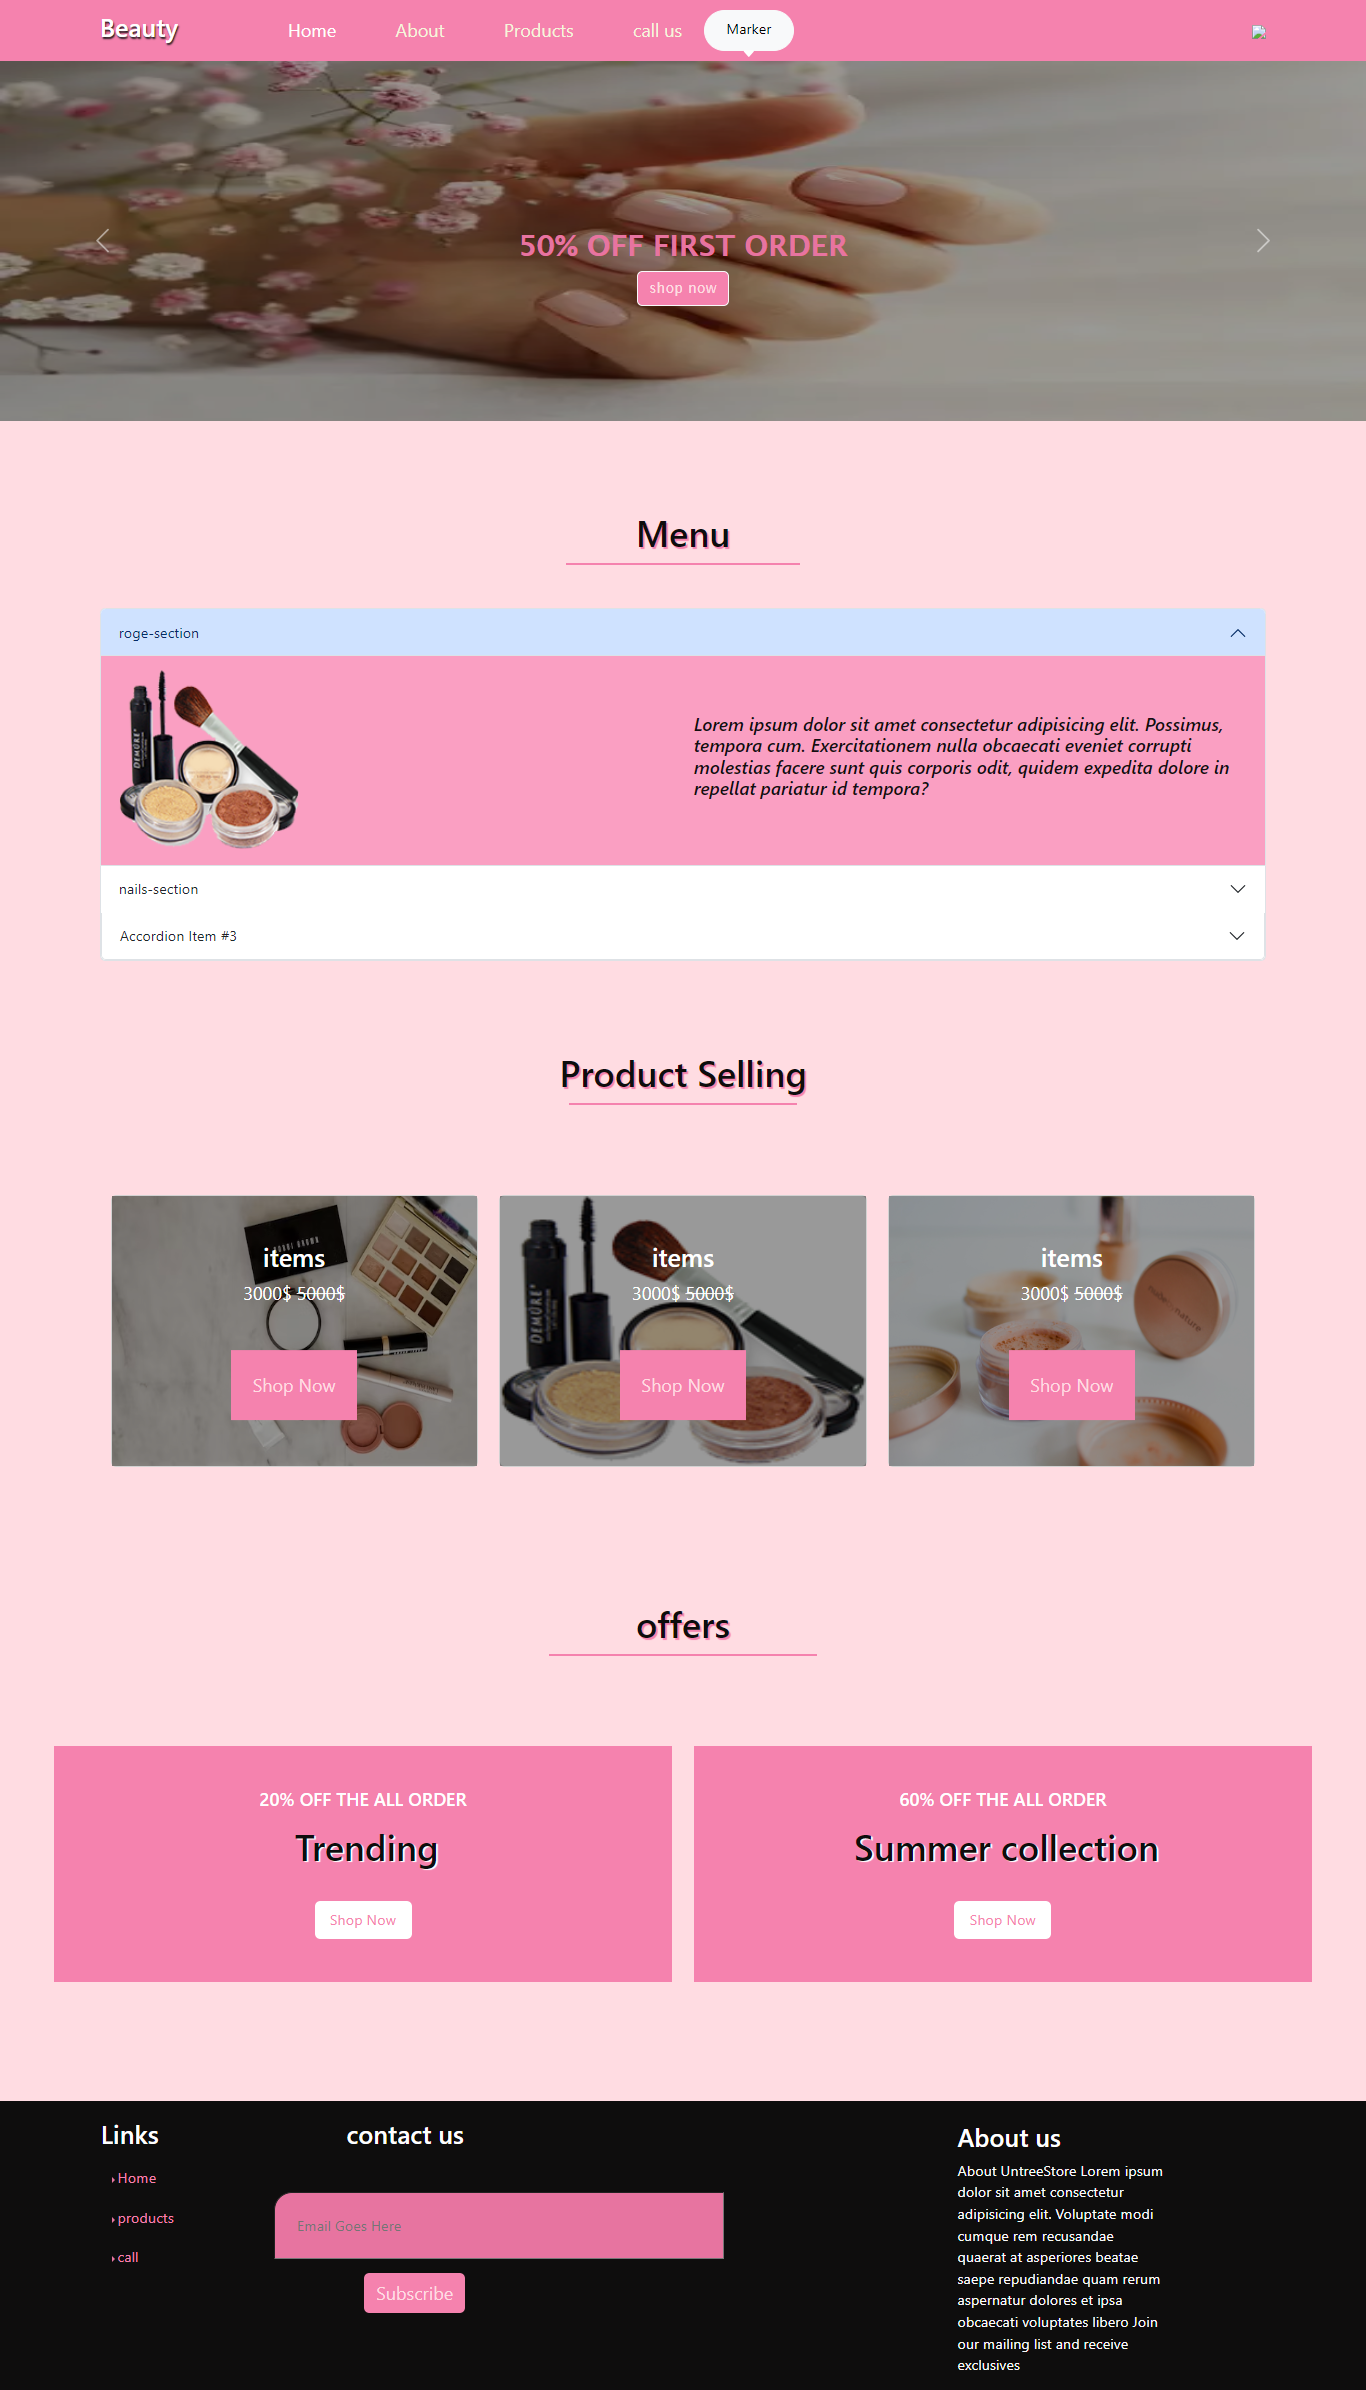 Beauty
Home
About
Products
call us
Marker
50% OFF FIRST ORDER
shop now
Menu
roge-section
DEMURE
Lorem ipsum dolor sit amet consectetur adipisicing elit. Possimus,
tempora cum. Exercitationem nulla obcaecati eveniet corrupti
molestias facere sunt quis corporis odit, quidem expedita dolore in
repellat pariatur id tempora?
nails-section
Accordion Item #3
Product Selling
BOBBI BROWN
items
3000$ 5000$
Shop Now
DEMURE
items
3000$ 5000$
Shop Now
nature
items
3000$ 5000$
Shop Now
offers
20% OFF THE ALL ORDER
Trending
Shop Now
60% OFF THE ALL ORDER
Summer collection
Shop Now
Links
Home
products
call
contact us
Email Goes Here
Subscribe
About us
About UntreeStore Lorem ipsum
dolor sit amet consectetur
adipisicing elit. Voluptate modi
cumque rem recusandae
quaerat at asperiores beatae
saepe repudiandae quam rerum
aspernatur dolores et ipsa
obcaecati voluptates libero Join
our mailing list and receive
exclusives